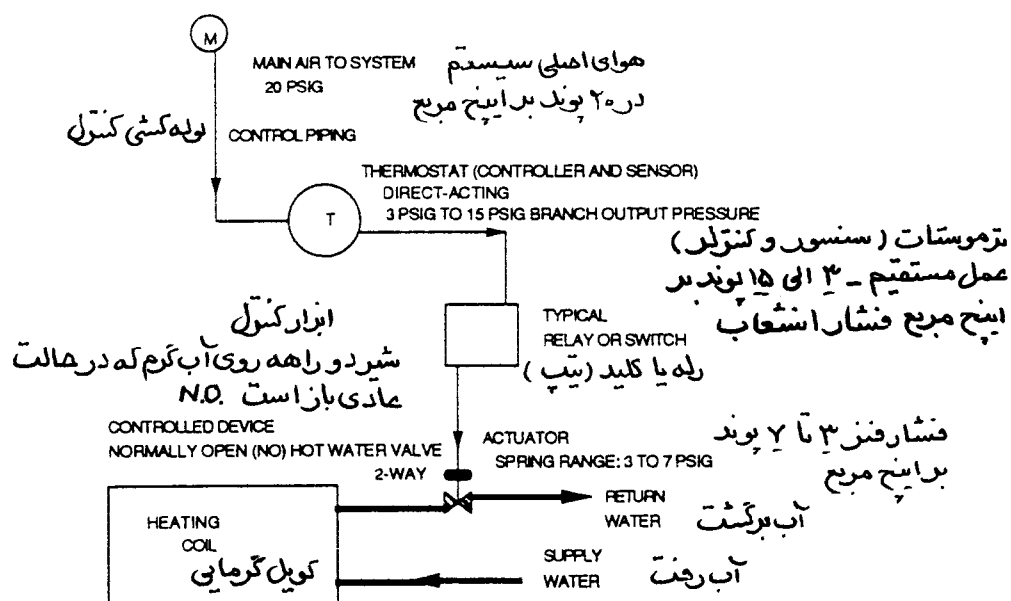 M
MAIN AIR TO SYSTEM
20 PSIG
هوای اصلی سیستم
در ۲۰ پوند بر اینچ مربع
لوله کشی کنترل
CONTROL PIPING
THERMOSTAT (CONTROLLER AND SENSOR)
DIRECT-ACTING
3 PSIG TO 15 PSIG BRANCH OUTPUT PRESSURE
T
ترموستات (سنسور و کنترلر)
عمل مستقیم - ۳ الی ۱۵ پوند بر
اینچ مربع فشار انشعاب
TYPICAL
RELAY OR SWITCH
رله یا کلید (تیپ)
ابزار کنترل
شیر دو راهه روی آب گرم که در حالت
عادی باز است N.O.
CONTROLLED DEVICE
NORMALLY OPEN (NO) HOT WATER VALVE
2-WAY
ACTUATOR
SPRING RANGE: 3 TO 7 PSIG
فشار فنر ۳ تا ۷ پوند
بر اینچ مربع
HEATING
COIL
کویل گرمایی
RETURN
WATER
آب برگشت
SUPPLY
WATER
آب رفت